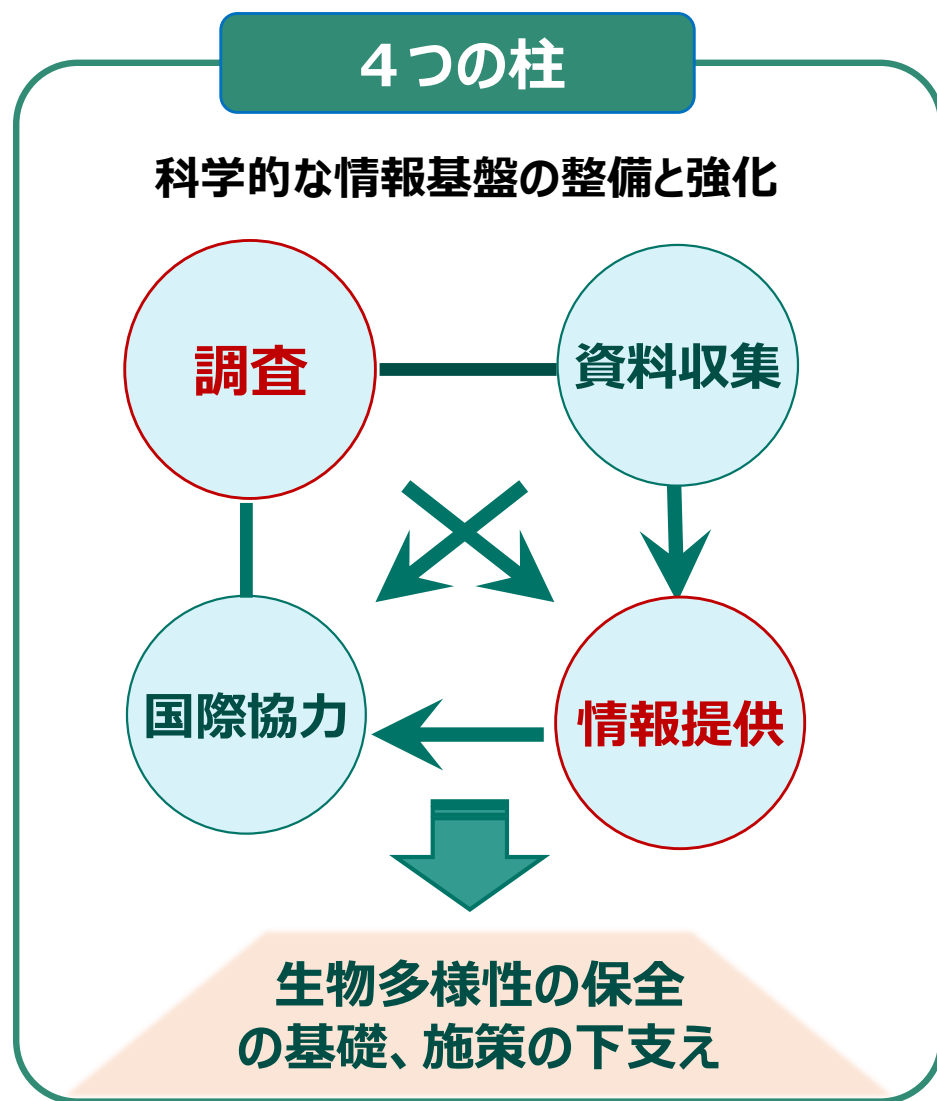 ４つの柱
科学的な情報基盤の整備と強化
調査
資料収集
国際協力
情報提供
生物多様性の保全
の基礎、施策の下支え